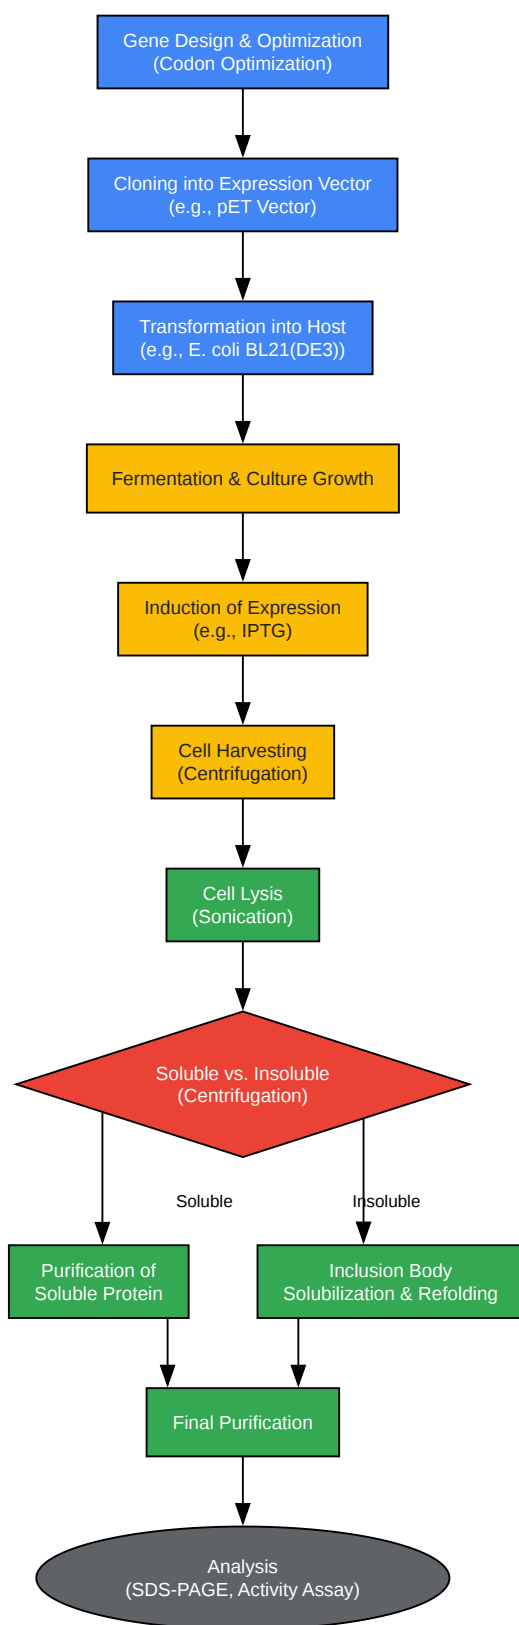 Gene Design & Optimization
(Codon Optimization)
Cloning into Expression Vector
(e.g., pET Vector)
Transformation into Host
(e.g., E. coli BL21(DE3))
Fermentation & Culture Growth
Induction of Expression
(e.g., IPTG)
Cell Harvesting
(Centrifugation)
Cell Lysis
(Sonication)
Soluble vs. Insoluble
(Centrifugation)
Soluble
Insoluble
Purification of
Soluble Protein
Inclusion Body
Solubilization & Refolding
Final Purification
Analysis
(SDS-PAGE, Activity Assay)